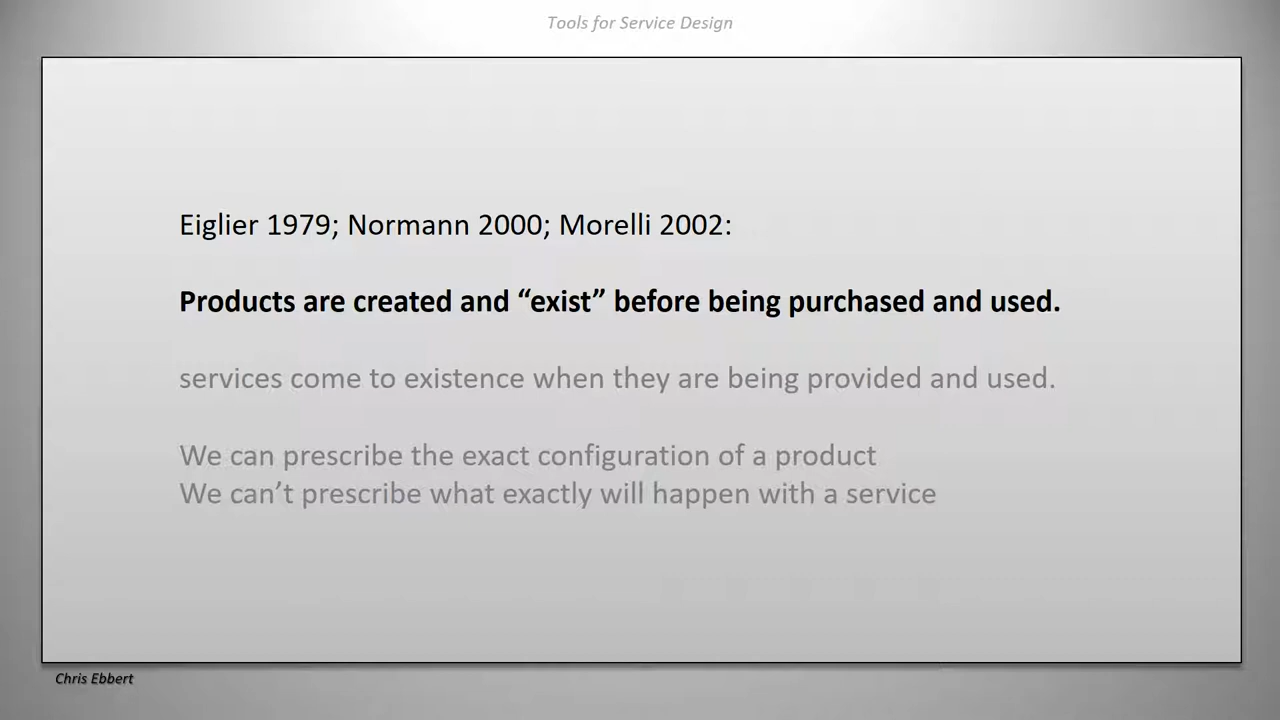 Tools for Service Design
Eiglier 1979; Normann 2000; Morelli 2002:
Products are created and “exist” before being purchased and used.
services come to existence when they are being provided and used.
We can prescribe the exact configuration of a product
We can’t prescribe what exactly will happen with a service
Chris Ebbert